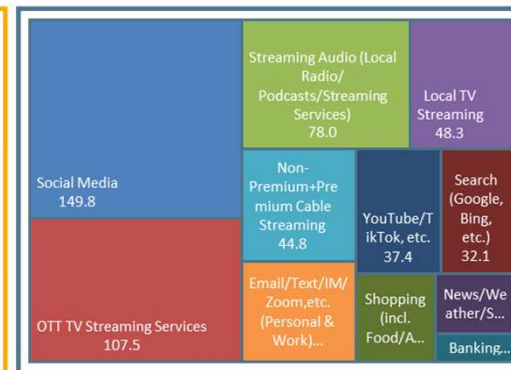 Social Media
149.8
OTT TV Streaming Services
107.5
Streaming Audio (Local
Radio/
Podcasts/Streaming
Services)
78.0
Local TV
Streaming
48.3
Non-
Premium+Pre
mium Cable
Streaming
44.8
YouTube/T
ikTok, etc.
37.4
Search
(Google,
Bing,
etc.)
32.1
Email/Text/IM/
Zoom,etc.
(Personal &
Work)...
Shopping
(incl.
Food/A...
News/We
ather/S...
Banking...